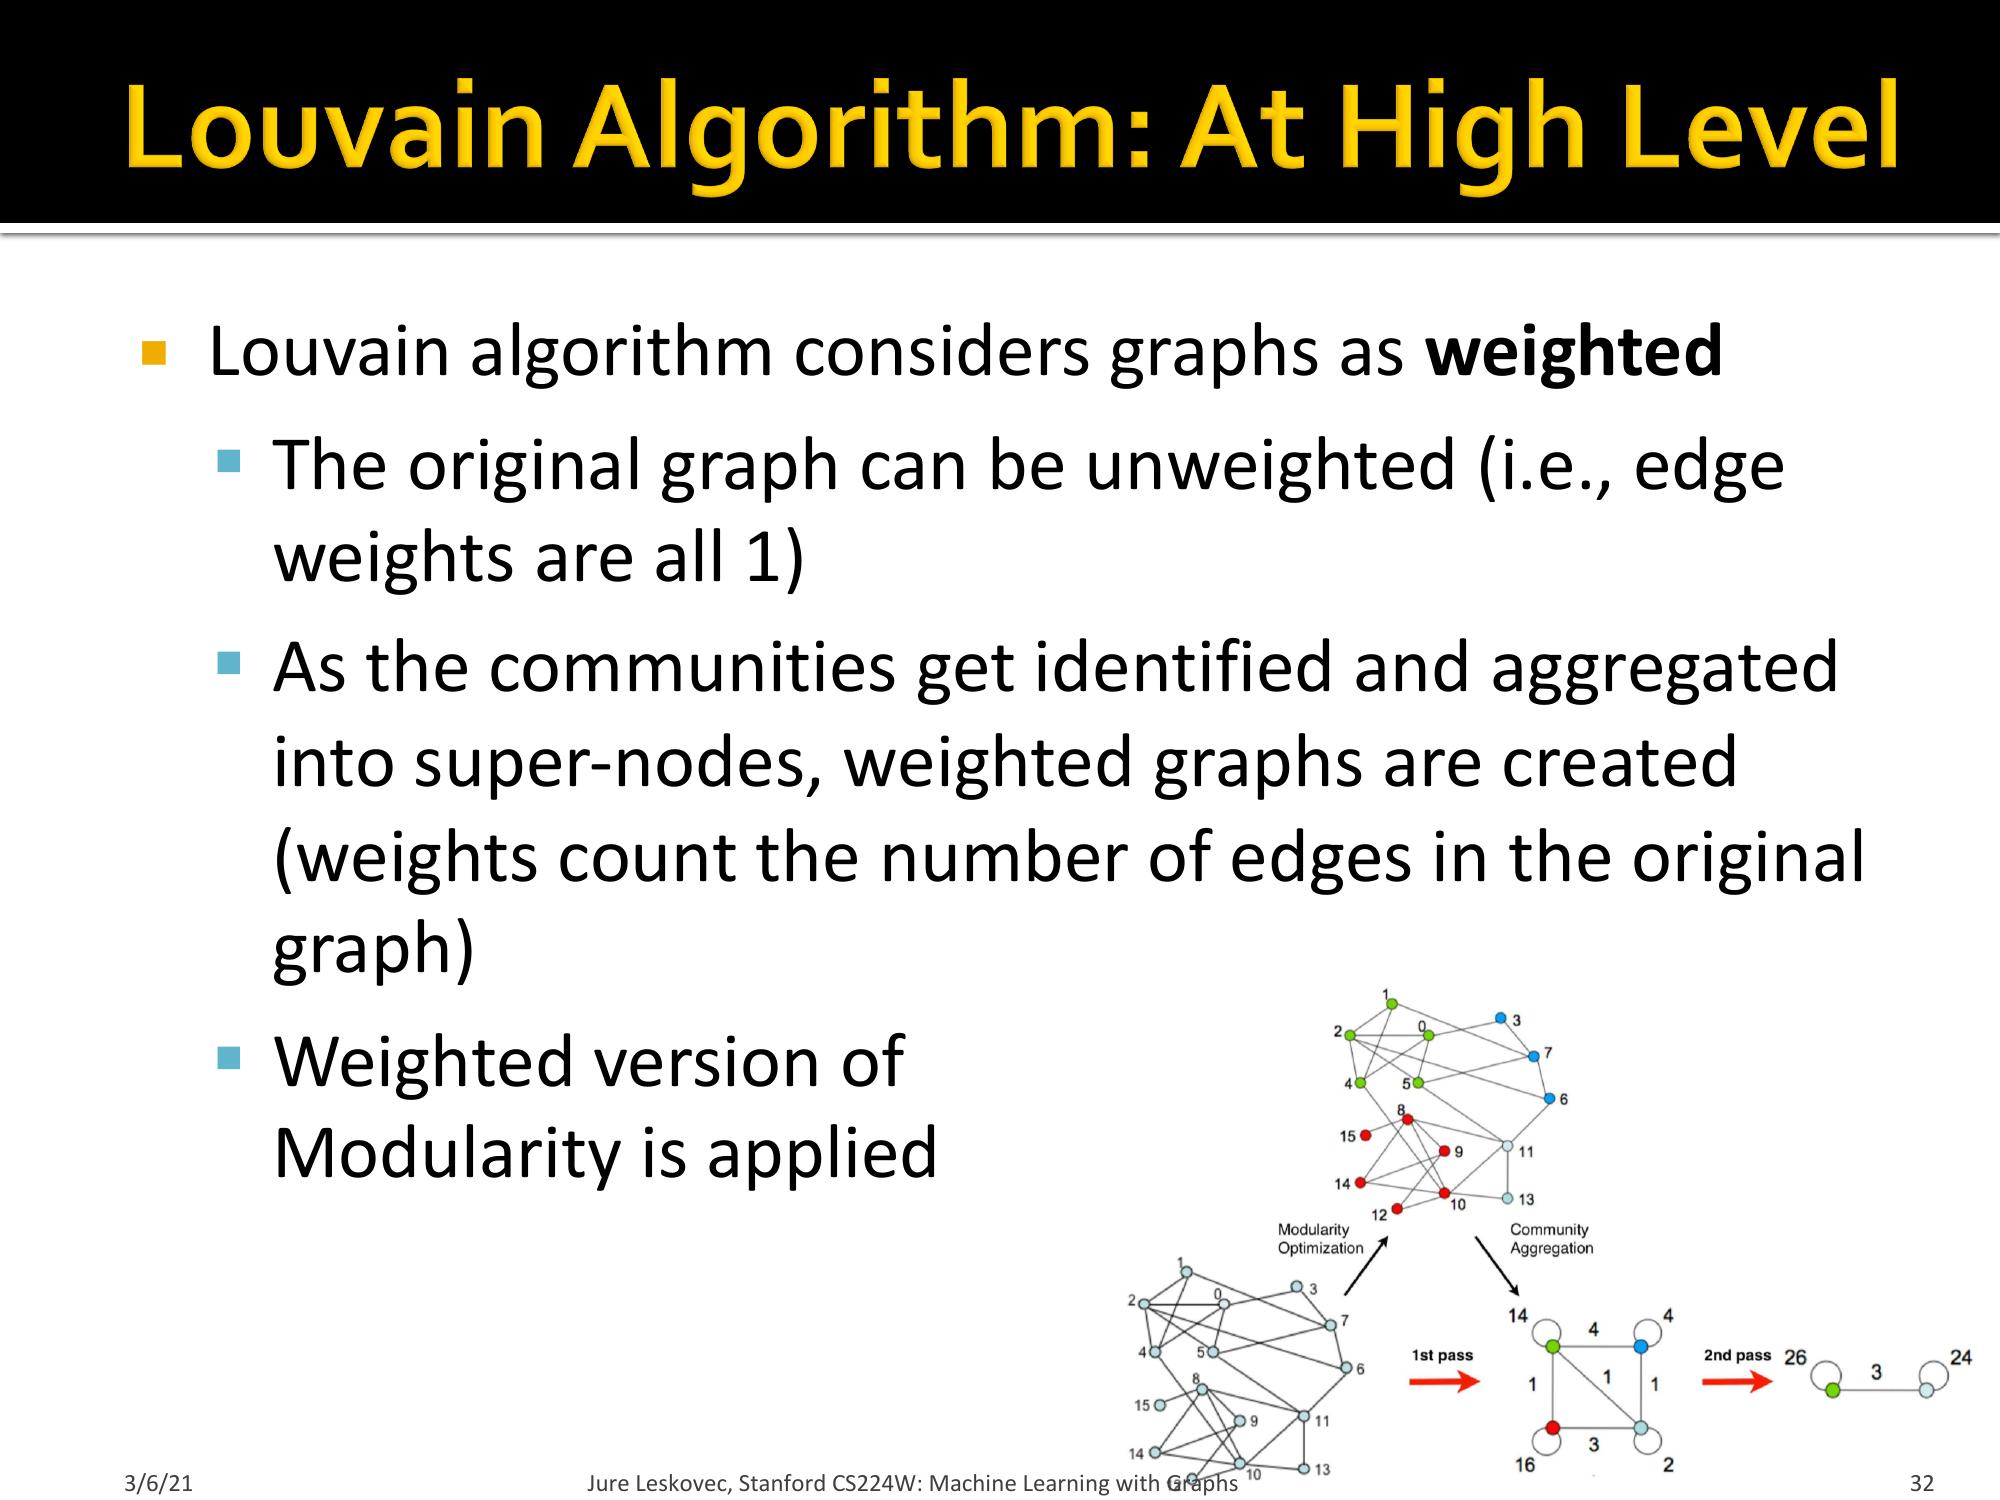 Louvain Algorithm: At High Level
Louvain algorithm considers graphs as weighted
The original graph can be unweighted (i.e., edge
weights are all 1)
As the communities get identified and aggregated
into super-nodes, weighted graphs are created
(weights count the number of edges in the original
graph)
Weighted version of
Modularity is applied
1
2 0 3
7
4 5
6
8
15
9 11
14
10 13
12
Modularity
Optimization
Community
Aggregation
1
2 0 3
7
4 5
6
8
15
9 11
14
10 13
1st pass
14 4 4
1 1 1
3
16 2
2nd pass
26 3 24
3/6/21
Jure Leskovec, Stanford CS224W: Machine Learning with Graphs
32